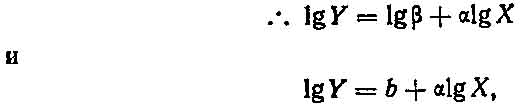 ∴ lg Y = lg β + α lg X
и
lg Y = b + α lg X,